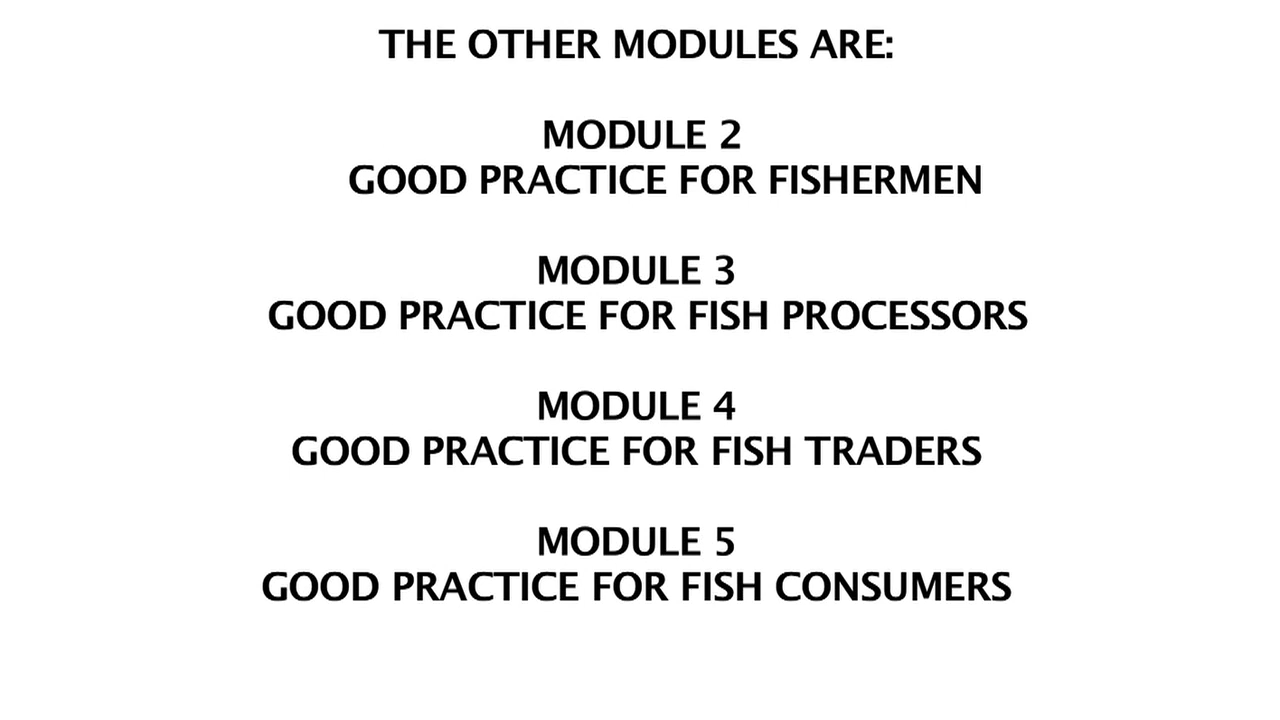 THE OTHER MODULES ARE:
MODULE 2
GOOD PRACTICE FOR FISHERMEN
MODULE 3
GOOD PRACTICE FOR FISH PROCESSORS
MODULE 4
GOOD PRACTICE FOR FISH TRADERS
MODULE 5
GOOD PRACTICE FOR FISH CONSUMERS